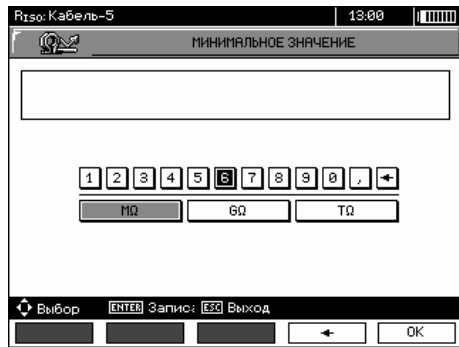 Riso: Кабель-5 13:00
МИНИМАЛЬНОЕ ЗНАЧЕНИЕ
1 2 3 4 5 6 7 8 9 0 , ←
MΩ GΩ TΩ
Выбор ENTER Запис ESC Выход
← OK